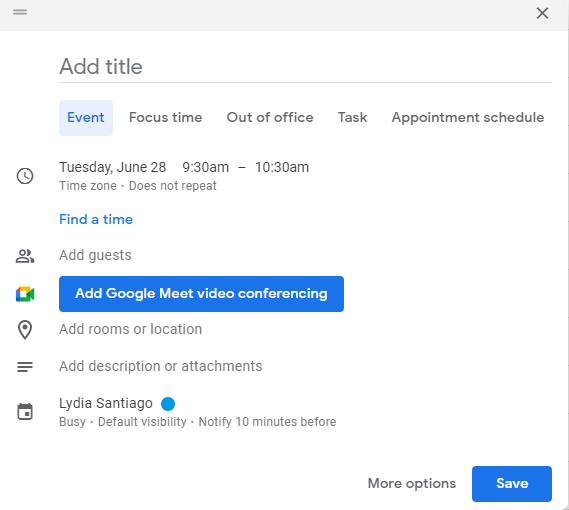 Add title
Event Focus time Out of office Task Appointment schedule
Tuesday, June 28 9:30am – 10:30am
Time zone · Does not repeat
Find a time
Add guests
Add Google Meet video conferencing
Add rooms or location
Add description or attachments
Lydia Santiago
Busy · Default visibility · Notify 10 minutes before
More options Save